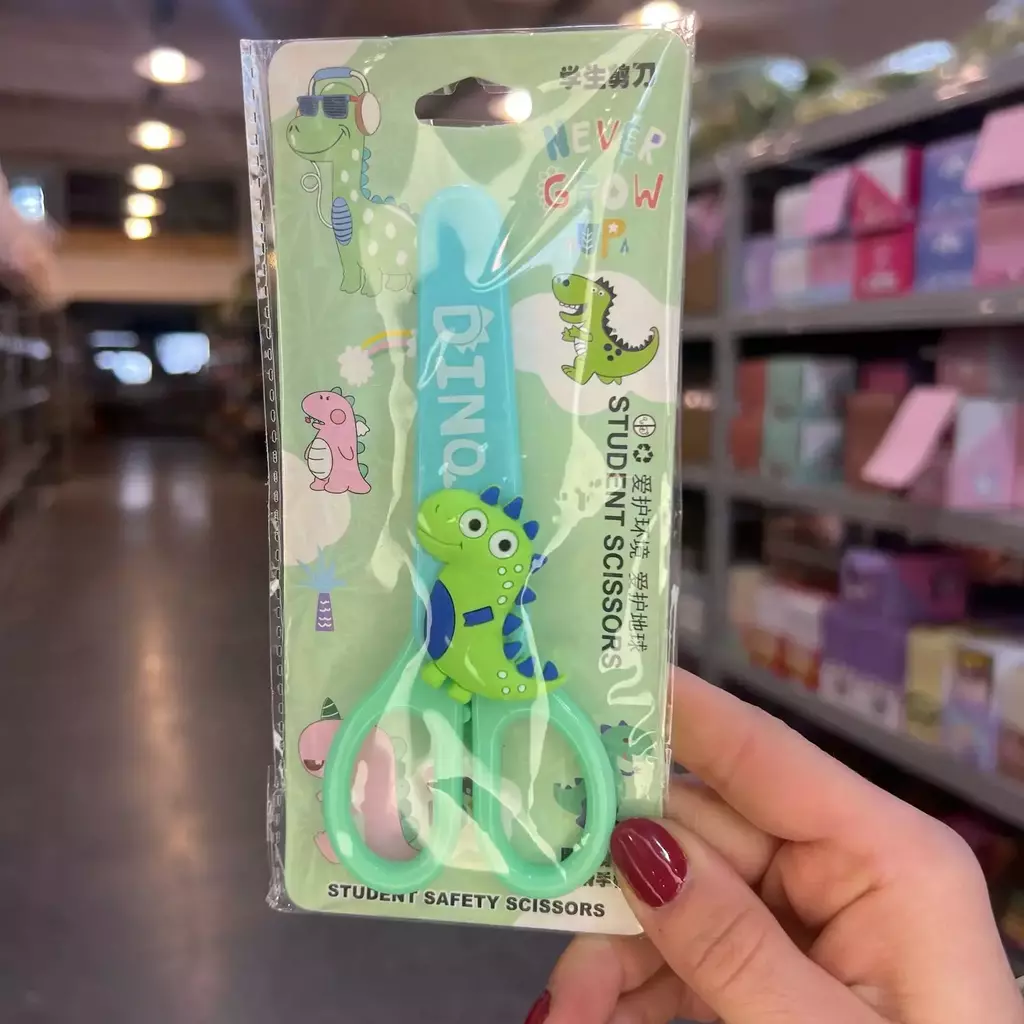 学生剪刀
NEVER
GROW
UP
DINO
STUDENT SCISSORS
爱护环境 爱护地球
STUDENT SAFETY SCISSORS